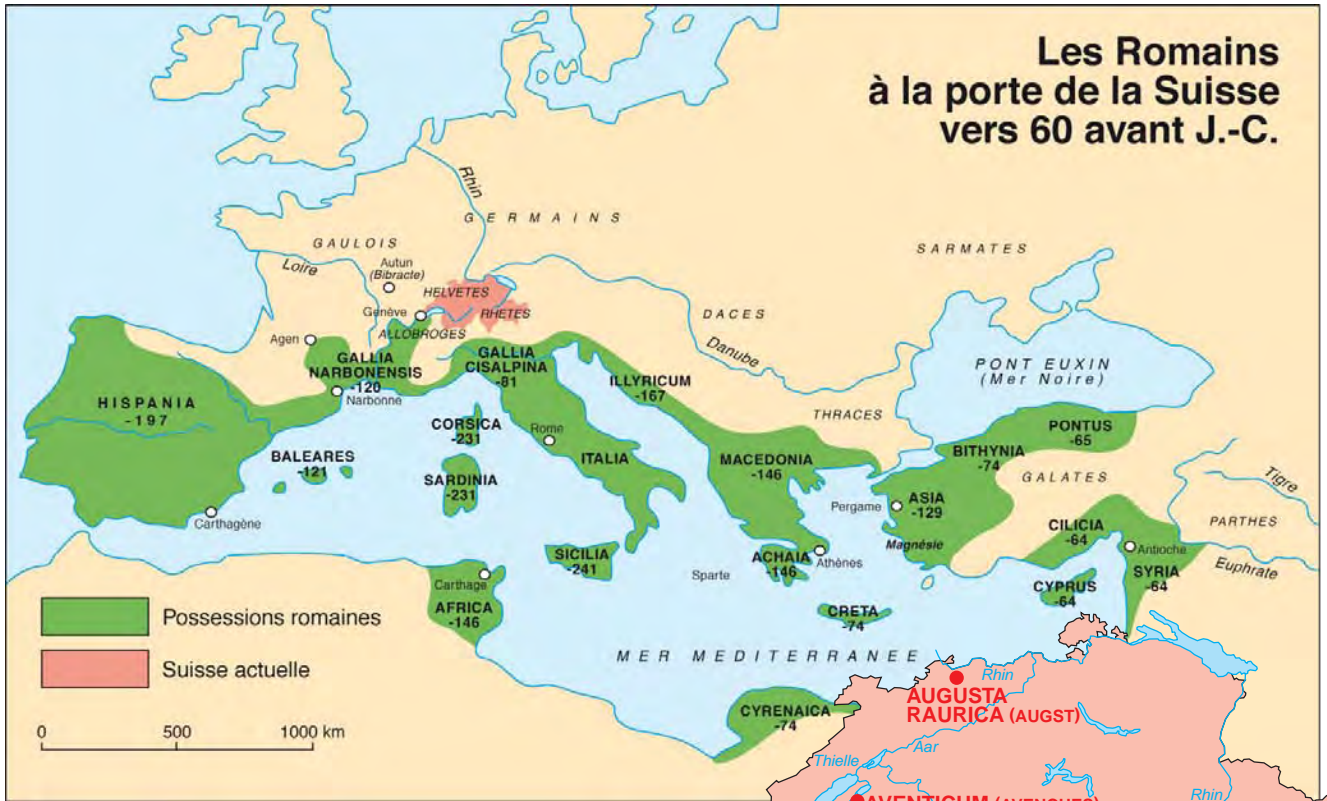 Les Romains
à la porte de la Suisse
vers 60 avant J.-C.
Rhin
GERMAINS
GAULOIS
SARMATES
Loire
Autun
(Bibracte)
HELVETES
Genève
RHETES
ALLOBROGES
DACES
Danube
Agen
GALLIA
NARBONENSIS
-120
Narbonne
GALLIA
CISALPINA
-81
ILLYRICUM
-167
PONT EUXIN
(Mer Noire)
HISPANIA
-197
THRACES
CORSICA
-231
Rome
PONTUS
-65
BITHYNIA
-74
BALEARES
-121
SARDINIA
-231
ITALIA
MACEDONIA
-146
GALATES
Tigre
Pergame
ASIA
-129
Carthagène
CILICIA
-64
PARTHES
Magnésie
Antioche
SICILIA
-241
ACHAIA
-146
Athènes
Sparte
Euphrate
SYRIA
-64
Carthage
CYPRUS
-64
AFRICA
-146
CRETA
-74
Possessions romaines
MER MEDITERRANEE
Suisse actuelle
Rhin
AUGUSTA
RAURICA (AUGST)
CYRENAICA
-74
0 500 1000 km
Aar
Thielle
AVENTICUM (AVENCHES)
Rhin